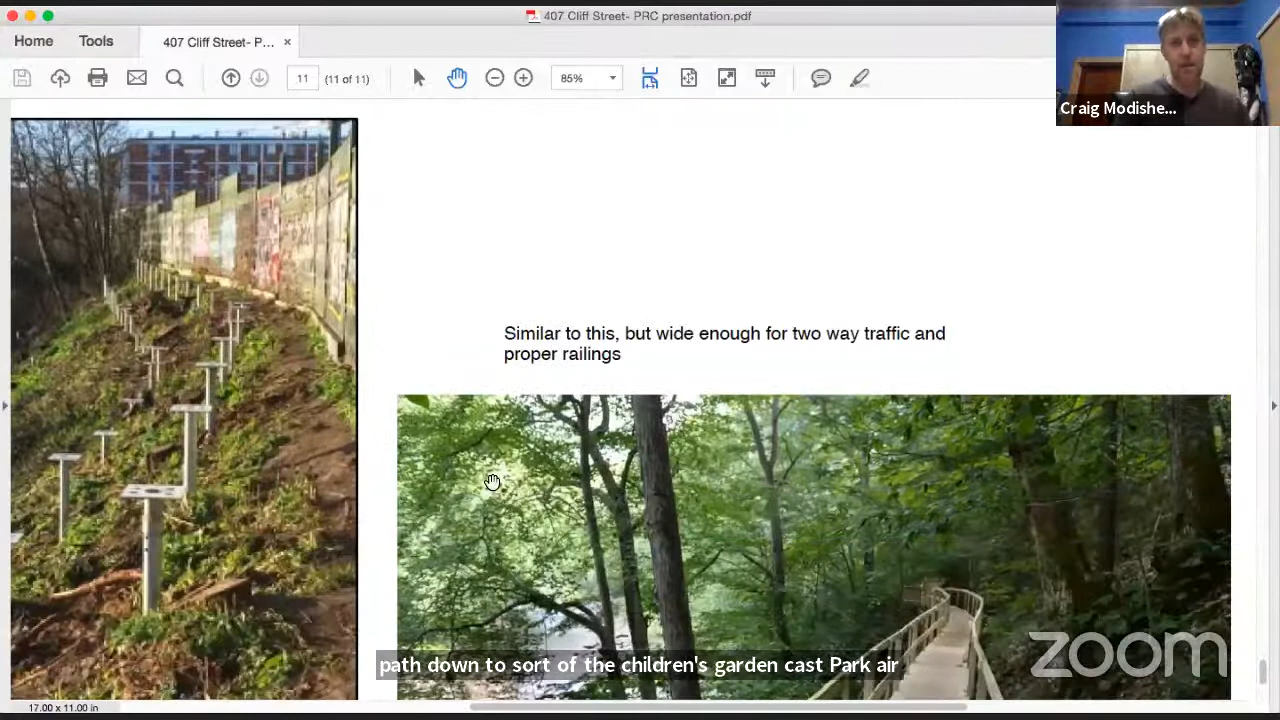 407 Cliff Street- PRC presentation.pdf
Home
Tools
407 Cliff Street- P...
×
11
(11 of 11)
85%
Craig Modishe...
Similar to this, but wide enough for two way traffic and
proper railings
path down to sort of the children's garden cast Park air
zoom
17.00 x 11.00 in